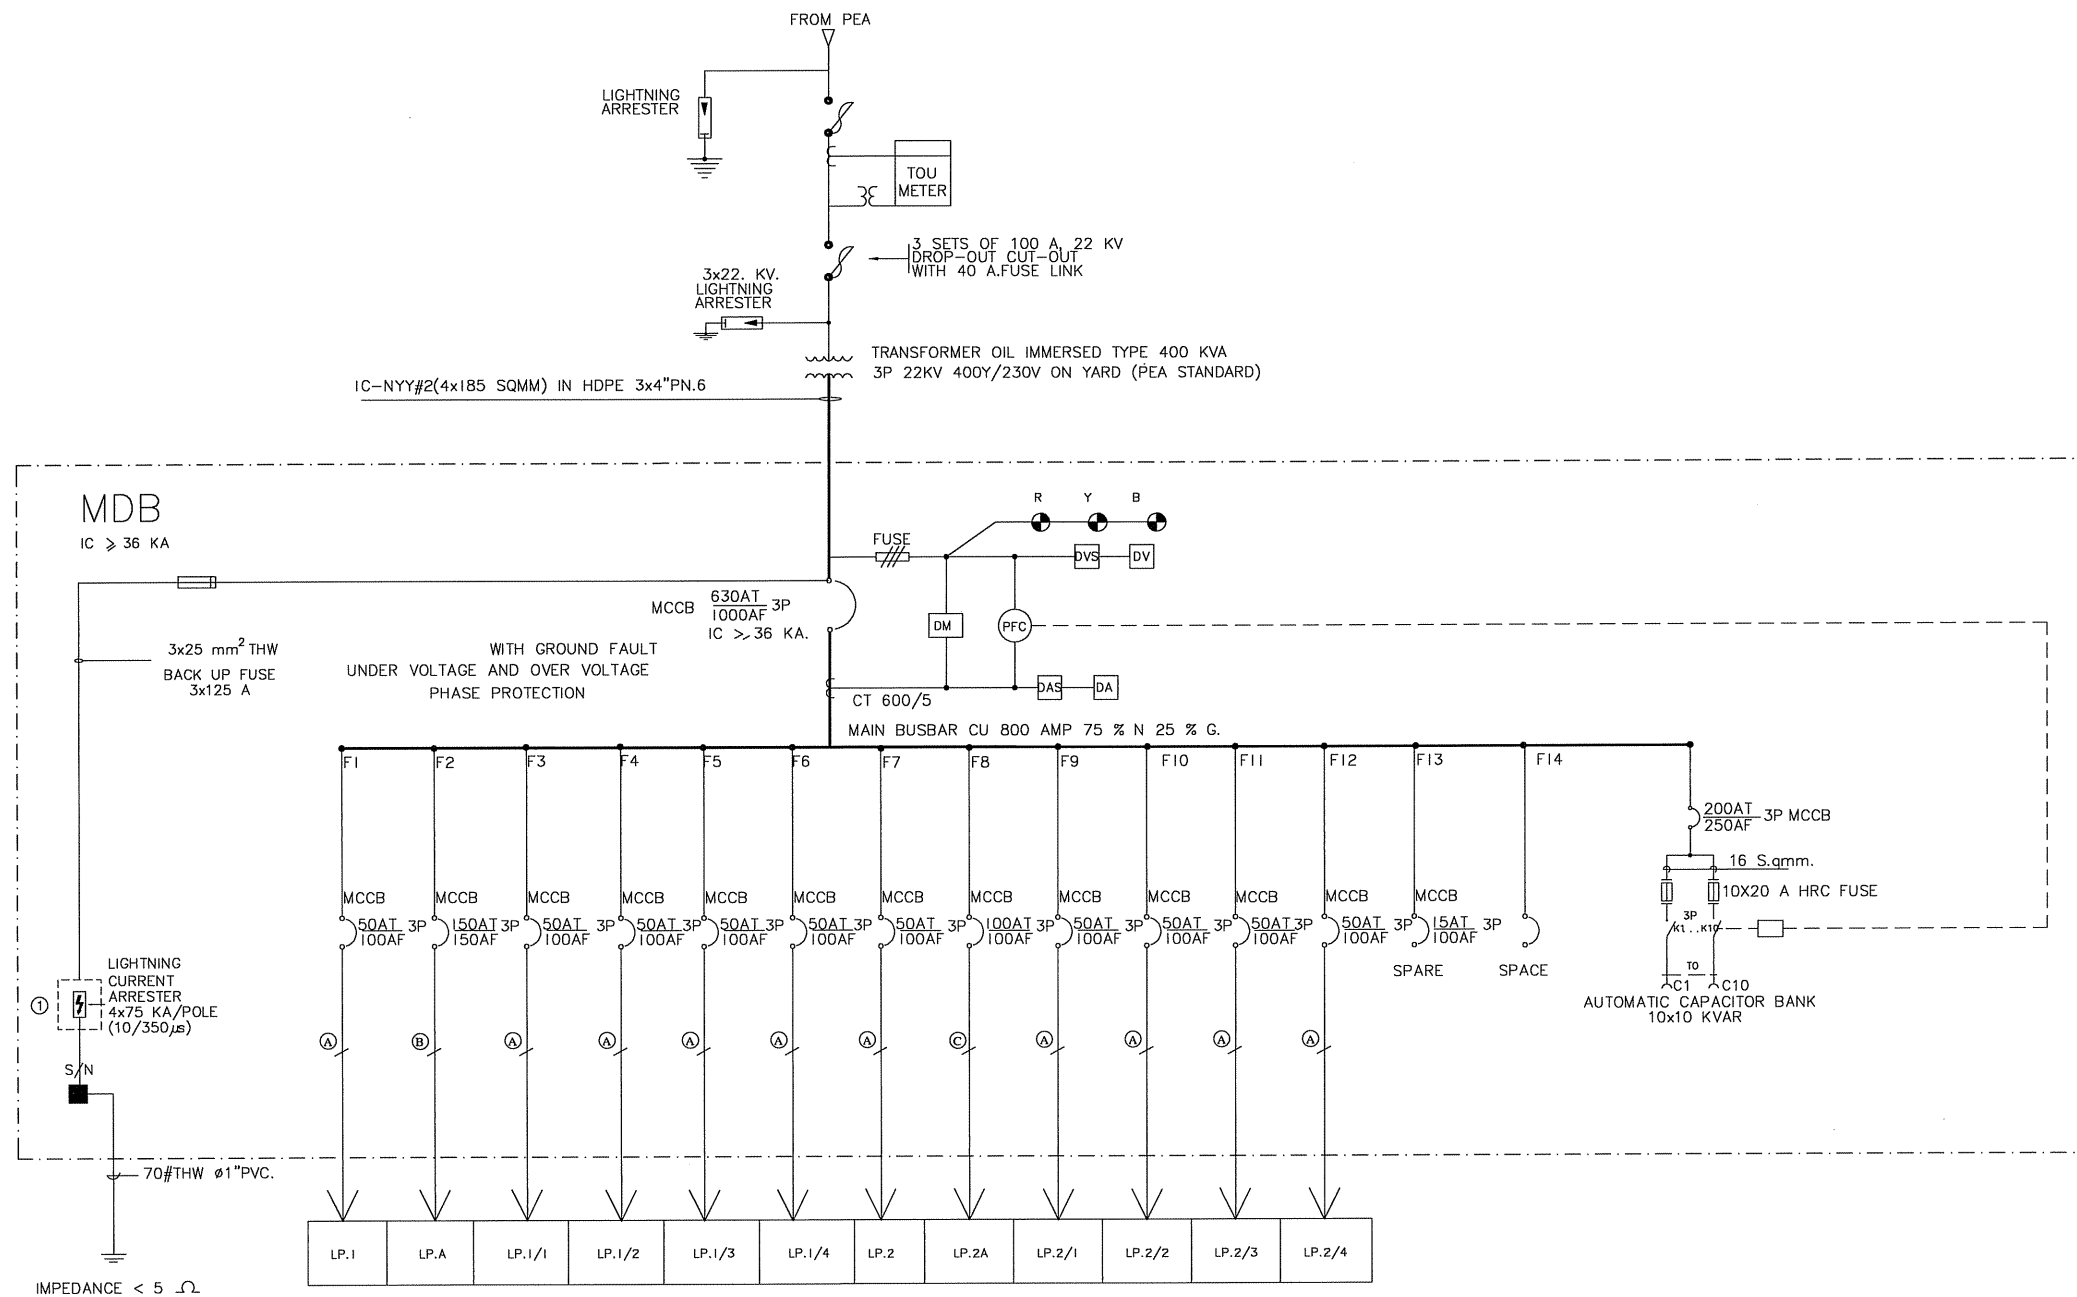 FROM PEA
LIGHTNING
ARRESTER
TOU
METER
3 SETS OF 100 A, 22 KV
DROP-OUT CUT-OUT
WITH 40 A.FUSE LINK
3x22. KV.
LIGHTNING
ARRESTER
TRANSFORMER OIL IMMERSED TYPE 400 KVA
3P 22KV 400Y/230V ON YARD (PEA STANDARD)
IC-NYY#2(4x185 SQMM) IN HDPE 3x4"PN.6
MDB
IC ⩾ 36 KA
R Y B
FUSE
DVS DV
MCCB 630AT/1000AF 3P
IC ⩾ 36 KA.
DM PFC
WITH GROUND FAULT
UNDER VOLTAGE AND OVER VOLTAGE
PHASE PROTECTION
3x25 mm² THW
BACK UP FUSE
3x125 A
DAS DA
CT 600/5
MAIN BUSBAR CU 800 AMP 75 % N 25 % G.
F1 F2 F3 F4 F5 F6 F7 F8 F9 F10 F11 F12 F13 F14
200AT/250AF 3P MCCB
16 S.qmm.
10X20 A HRC FUSE
MCCB MCCB MCCB MCCB MCCB MCCB MCCB MCCB MCCB MCCB MCCB MCCB MCCB
50AT/100AF 3P 150AT/150AF 3P 50AT/100AF 3P 50AT/100AF 3P 50AT/100AF 3P 50AT/100AF 3P 50AT/100AF 3P 100AT/100AF 3P 50AT/100AF 3P 50AT/100AF 3P 50AT/100AF 3P 50AT/100AF 3P 15AT/100AF 3P
3P
K1...K10
SPARE SPACE
TO
C1 C10
AUTOMATIC CAPACITOR BANK
10x10 KVAR
LIGHTNING
CURRENT
ARRESTER
4x75 KA/POLE
(10/350µs)
1
A B A A A A A C A A A A
S/N
70#THW ø1"PVC.
LP.1 LP.A LP.1/1 LP.1/2 LP.1/3 LP.1/4 LP.2 LP.2A LP.2/1 LP.2/2 LP.2/3 LP.2/4
IMPEDANCE < 5 Ω